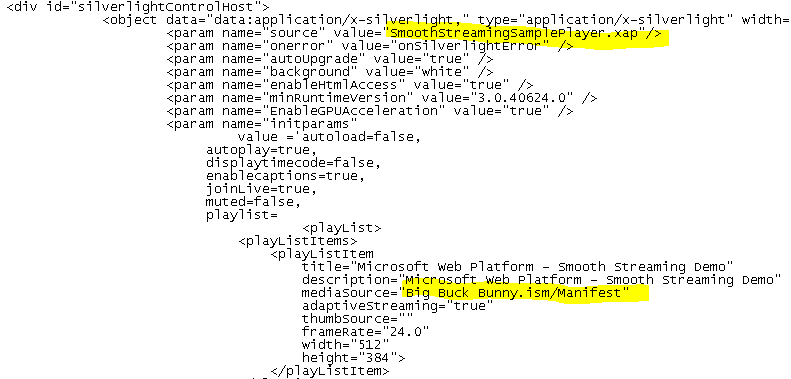 <div id="silverlightControlHost">
<object data="data:application/x-silverlight," type="application/x-silverlight" width=
<param name="source" value="SmoothStreamingSamplePlayer.xap"/>
<param name="onerror" value="onSilverlightError" />
<param name="autoUpgrade" value="true" />
<param name="background" value="white" />
<param name="enableHtmlAccess" value="true" />
<param name="minRuntimeVersion" value="3.0.40624.0" />
<param name="EnableGPUAcceleration" value="true" />
<param name="initparams"
value ='autoload=false,
autoplay=true,
displaytimecode=false,
enablecaptions=true,
joinLive=true,
muted=false,
playlist=
<playList>
<playListItems>
<playListItem
title="Microsoft Web Platform - Smooth Streaming Demo"
description="Microsoft Web Platform - Smooth Streaming Demo"
mediaSource="Big Buck Bunny.ism/Manifest"
adaptiveStreaming="true"
thumbSource=""
frameRate="24.0"
width="512"
height="384">
</playListItem>